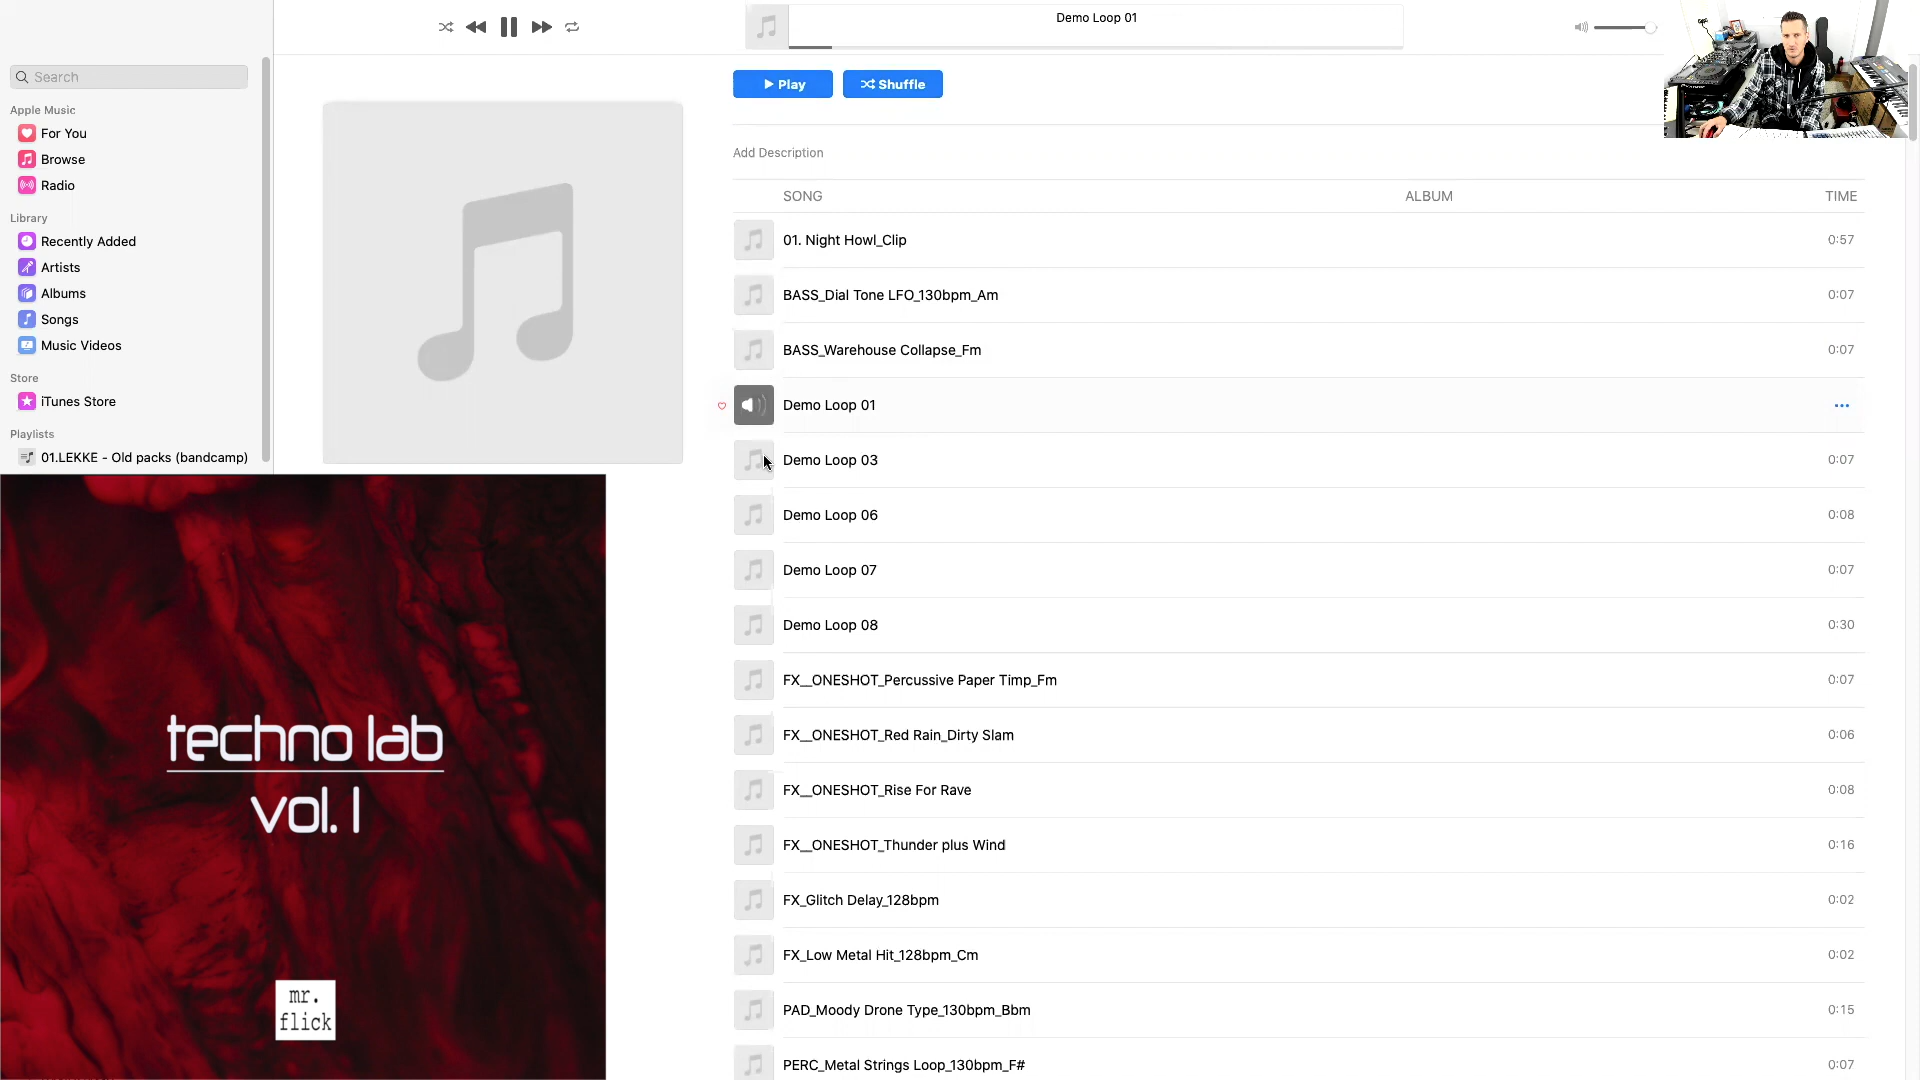 Demo Loop 01
Search
Play
Shuffle
Apple Music
For You
Browse
Radio
Library
Recently Added
Artists
Albums
Songs
Music Videos
Store
iTunes Store
Playlists
01.LEKKE - Old packs (bandcamp)
Add Description
SONG ALBUM TIME
01. Night Howl_Clip 0:57
BASS_Dial Tone LFO_130bpm_Am 0:07
BASS_Warehouse Collapse_Fm 0:07
Demo Loop 01
Demo Loop 03 0:07
Demo Loop 06 0:08
Demo Loop 07 0:07
Demo Loop 08 0:30
FX__ONESHOT_Percussive Paper Timp_Fm 0:07
FX__ONESHOT_Red Rain_Dirty Slam 0:06
FX__ONESHOT_Rise For Rave 0:08
FX__ONESHOT_Thunder plus Wind 0:16
FX_Glitch Delay_128bpm 0:02
FX_Low Metal Hit_128bpm_Cm 0:02
PAD_Moody Drone Type_130bpm_Bbm 0:15
PERC_Metal Strings Loop_130bpm_F# 0:07
techno lab
vol. 1
mr.
flick